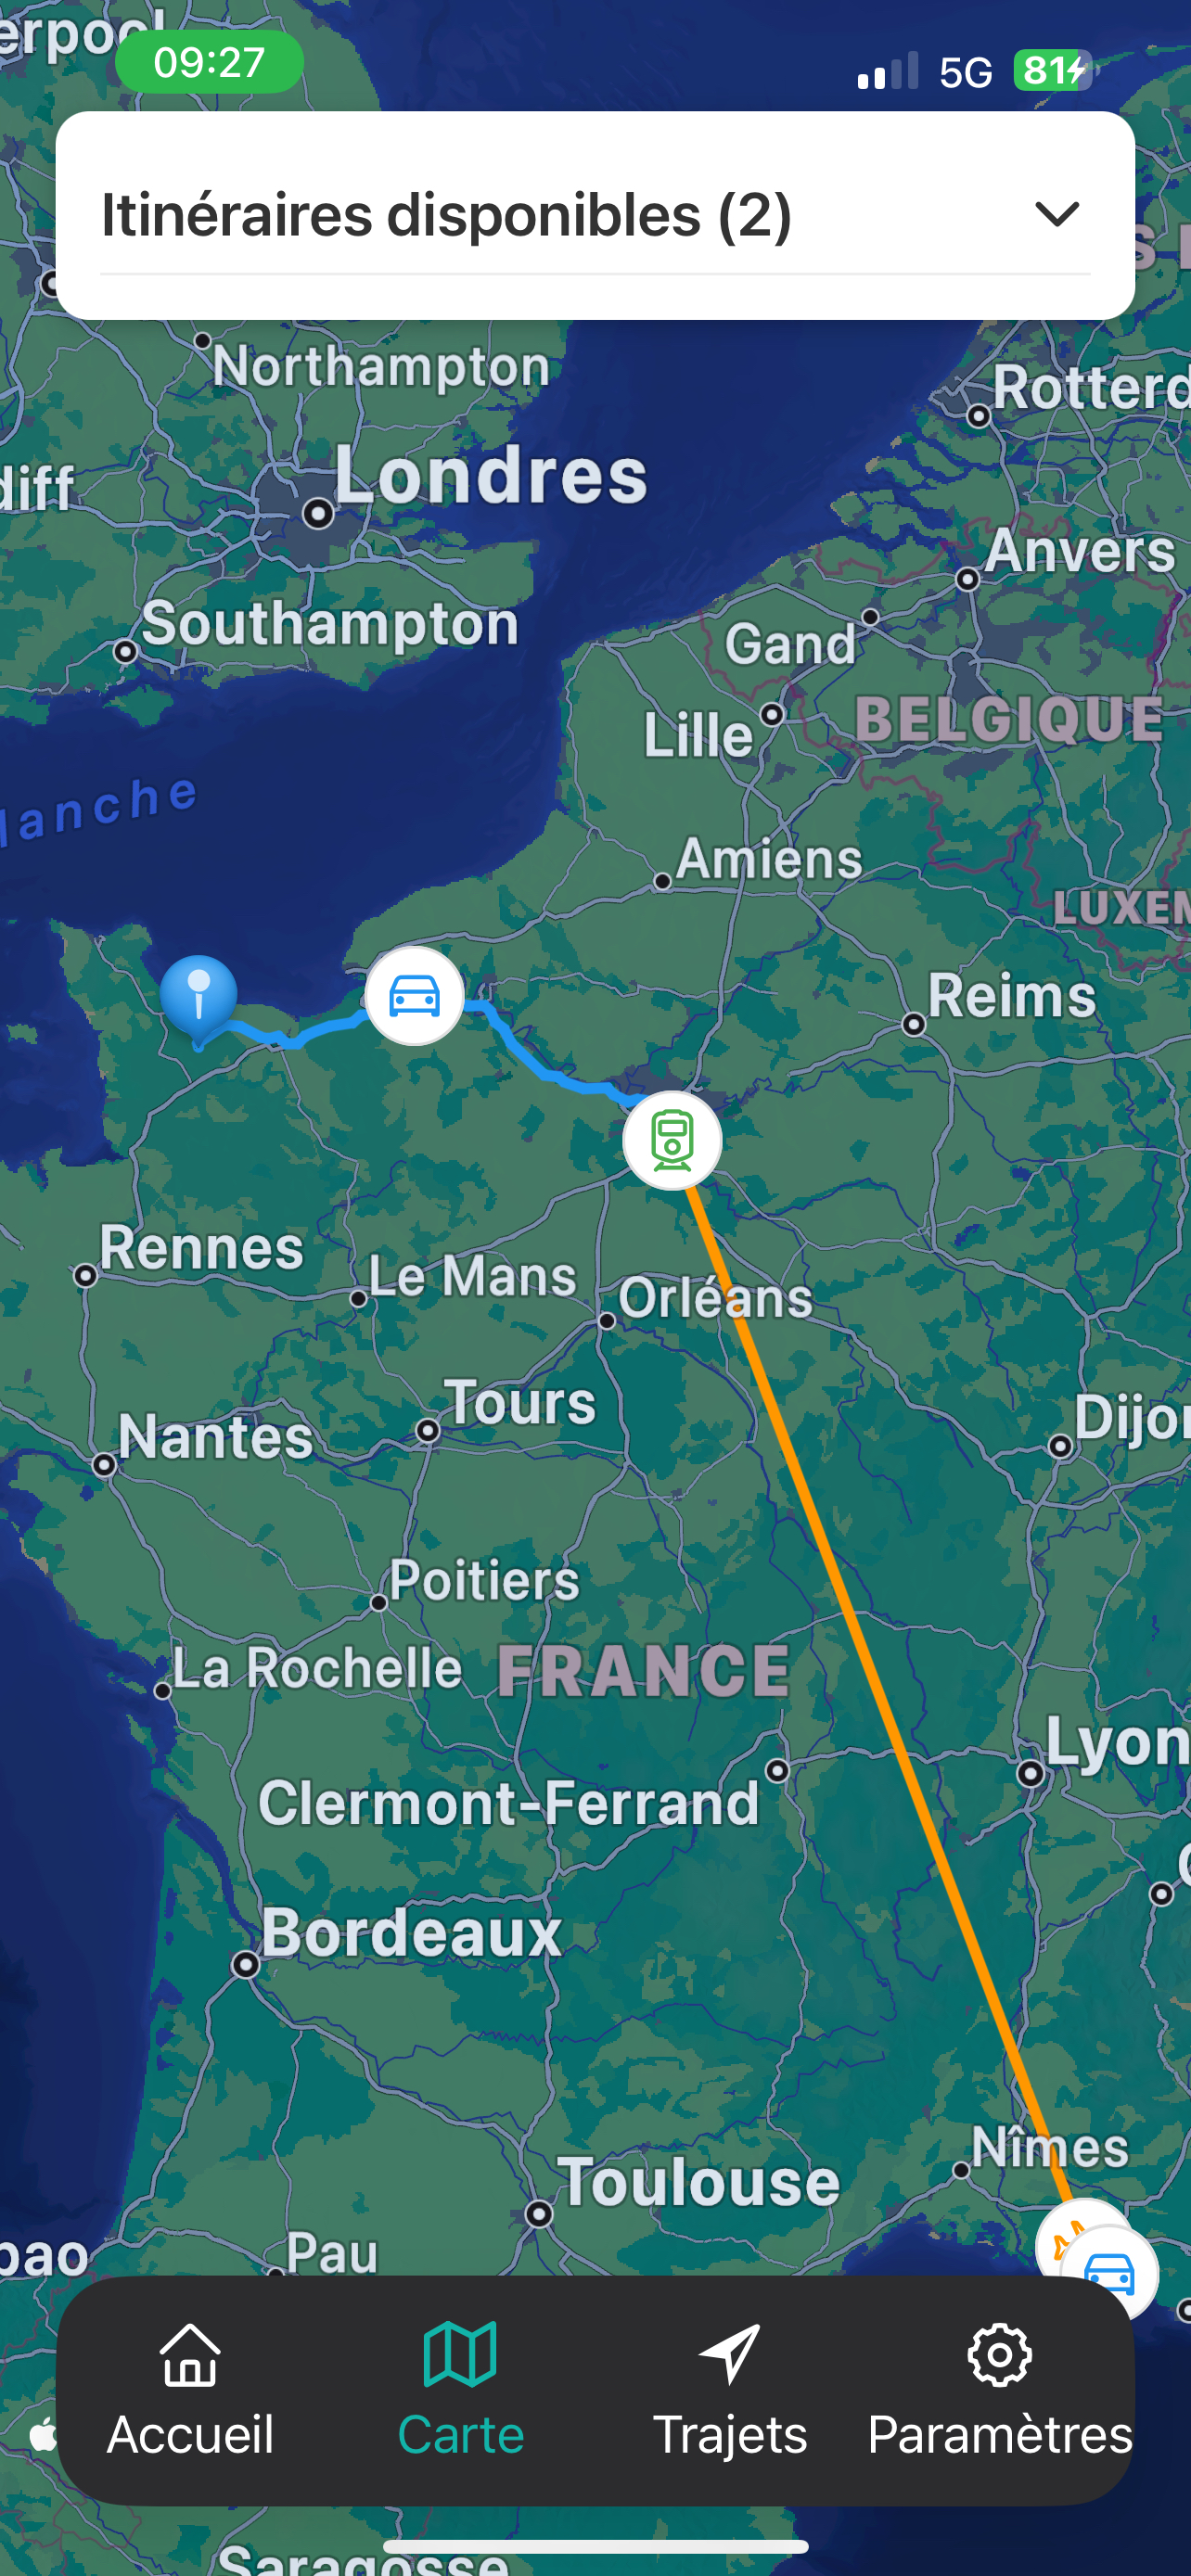 erpool
09:27
5G
81
Itinéraires disponibles (2)
Northampton
Rotterd
Londres
diff
Anvers
Southampton
Gand
BELGIQUE
Lille
Manche
Amiens
LUXEM
Reims
Rennes
Le Mans
Orléans
Tours
Dijon
Nantes
Poitiers
La Rochelle
FRANCE
Lyon
Clermont-Ferrand
Bordeaux
Nîmes
Toulouse
Pau
bao
Accueil
Carte
Trajets
Paramètres
Saragosse